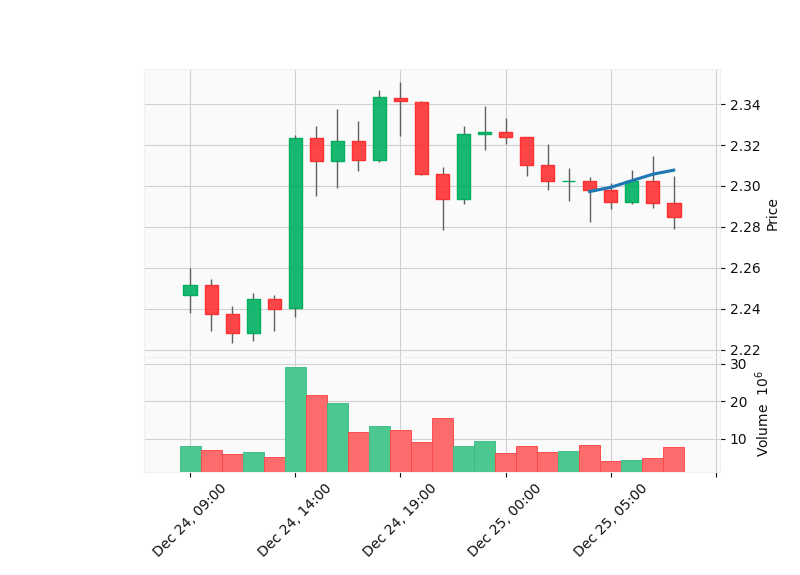 2.34
2.32
2.30
2.28
2.26
2.24
2.22
Price
30
20
10
Volume 10⁶
Dec 24, 09:00
Dec 24, 14:00
Dec 24, 19:00
Dec 25, 00:00
Dec 25, 05:00